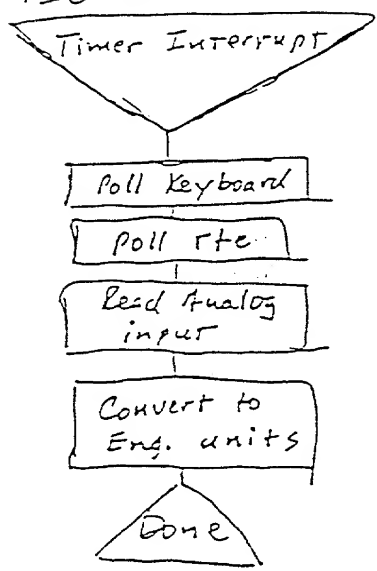 Timer Interrupt
Poll Keyboard
Poll rte
Read Analog
input
Convert to
Eng. units
Done